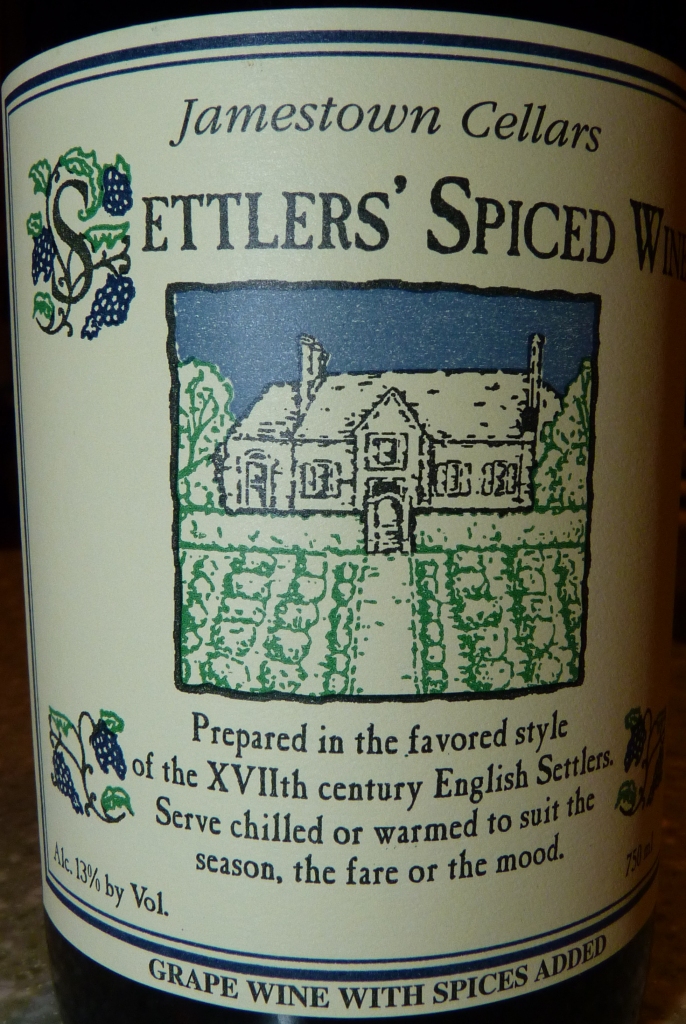 Jamestown Cellars
SETTLERS' SPICED WINE
Prepared in the favored style
of the XVIIth century English Settlers.
Serve chilled or warmed to suit the
season, the fare or the mood.
Alc. 13% by Vol.
750 ml
GRAPE WINE WITH SPICES ADDED